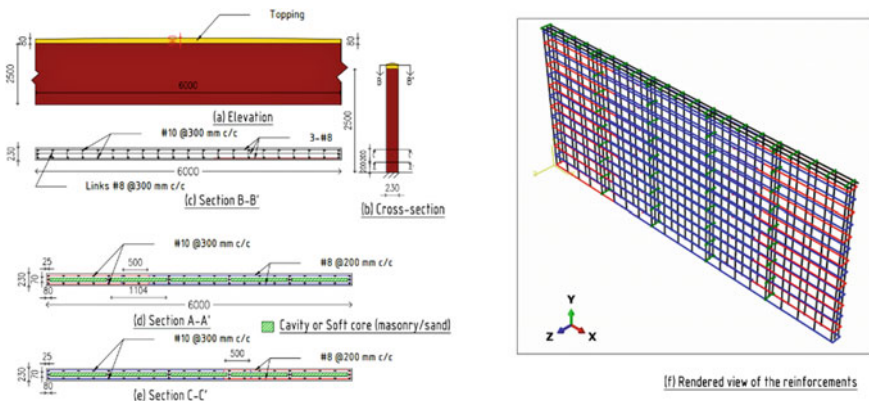 Topping
80
80
80
2500
6000
(a) Elevation
#10 @300 mm c/c
3-#8
230
6000
Links #8 @300 mm c/c
(c) Section B-B'
2500
230
(b) Cross-section
#10 @300 mm c/c
25
500
#8 @200 mm c/c
230
70
80
1104
6000
(d) Section A-A'
Cavity or Soft core (masonry/sand)
#10 @300 mm c/c
500
25
#8 @200 mm c/c
230
70
80
(e) Section C-C'
Y
Z
X
(f) Rendered view of the reinforcements